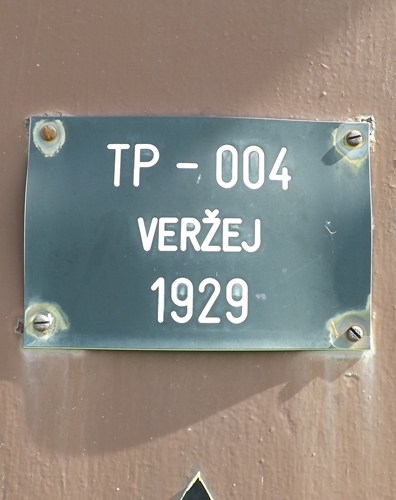 TP - 004
VERŽEJ
1929